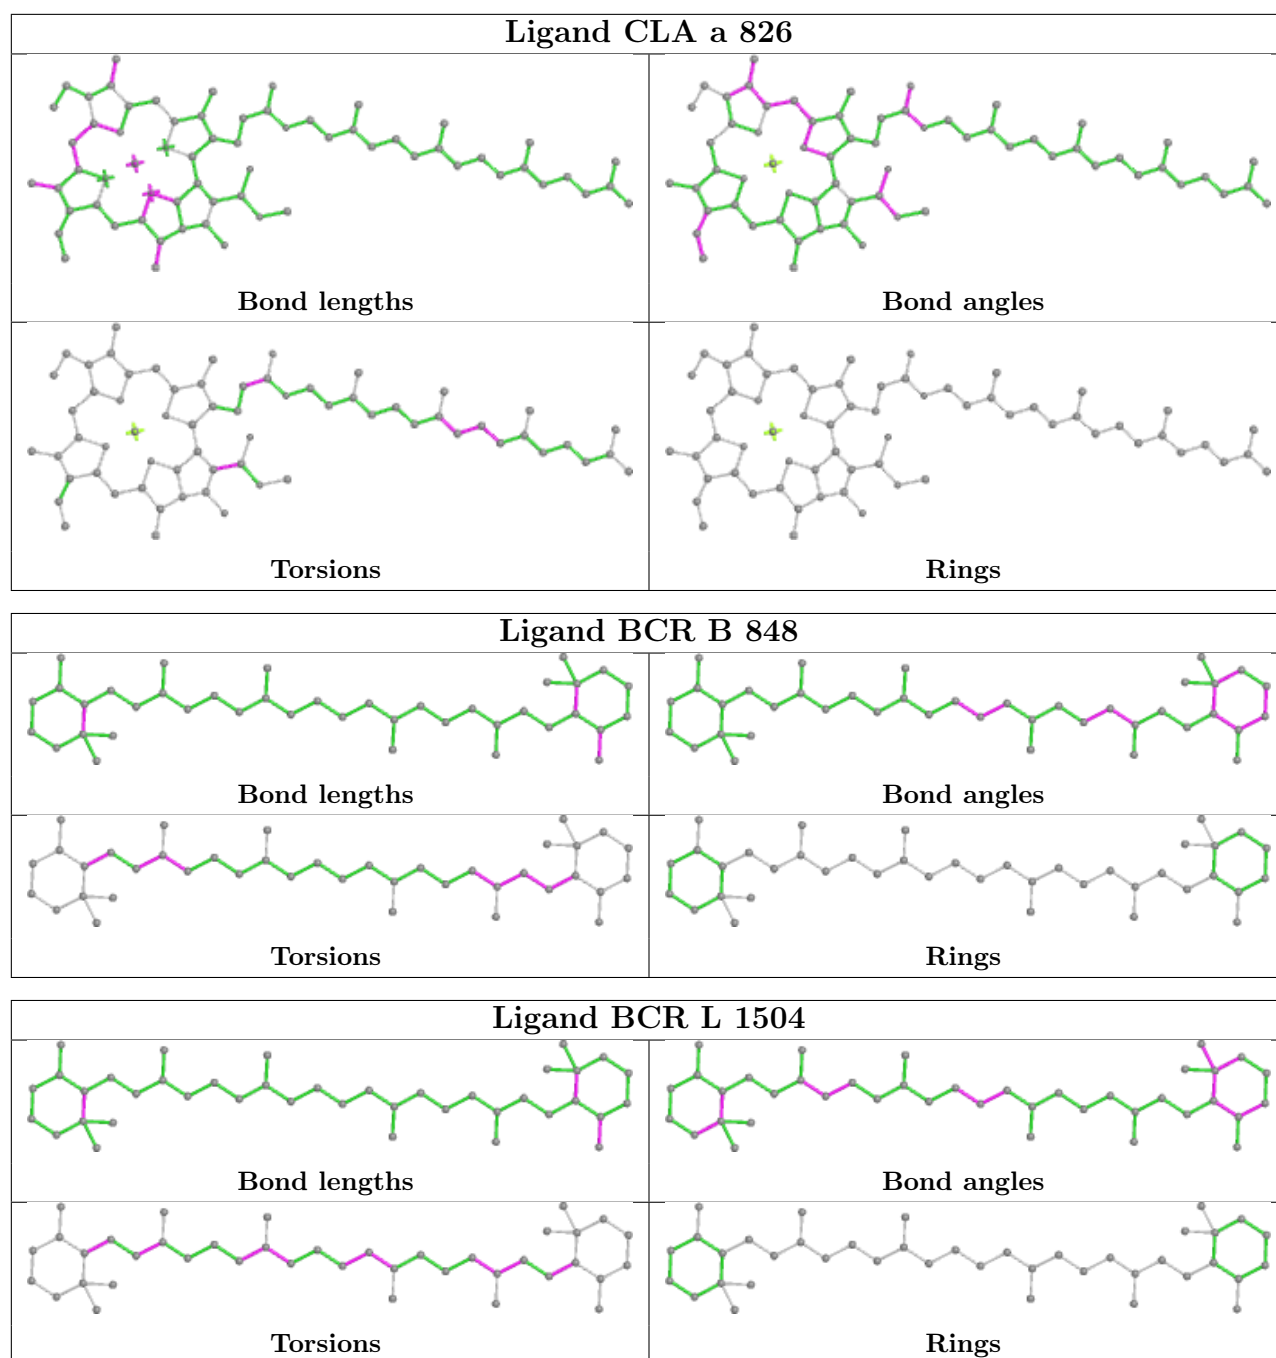 Ligand CLA a 826
Bond lengths
Bond angles
Torsions
Rings
Ligand BCR B 848
Bond lengths
Bond angles
Torsions
Rings
Ligand BCR L 1504
Bond lengths
Bond angles
Torsions
Rings